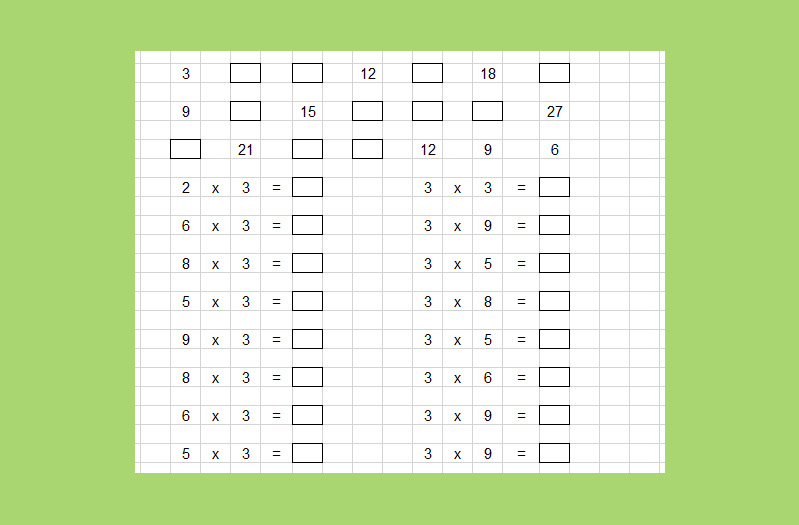 3 12 18
9 15 27
21 12 9 6
2 x 3 = 3 x 3 =
6 x 3 = 3 x 9 =
8 x 3 = 3 x 5 =
5 x 3 = 3 x 8 =
9 x 3 = 3 x 5 =
8 x 3 = 3 x 6 =
6 x 3 = 3 x 9 =
5 x 3 = 3 x 9 =